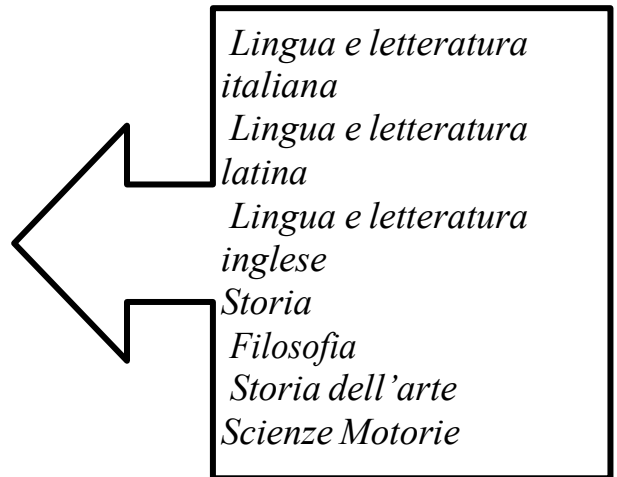 Lingua e letteratura
italiana
Lingua e letteratura
latina
Lingua e letteratura
inglese
Storia
Filosofia
Storia dell’arte
Scienze Motorie